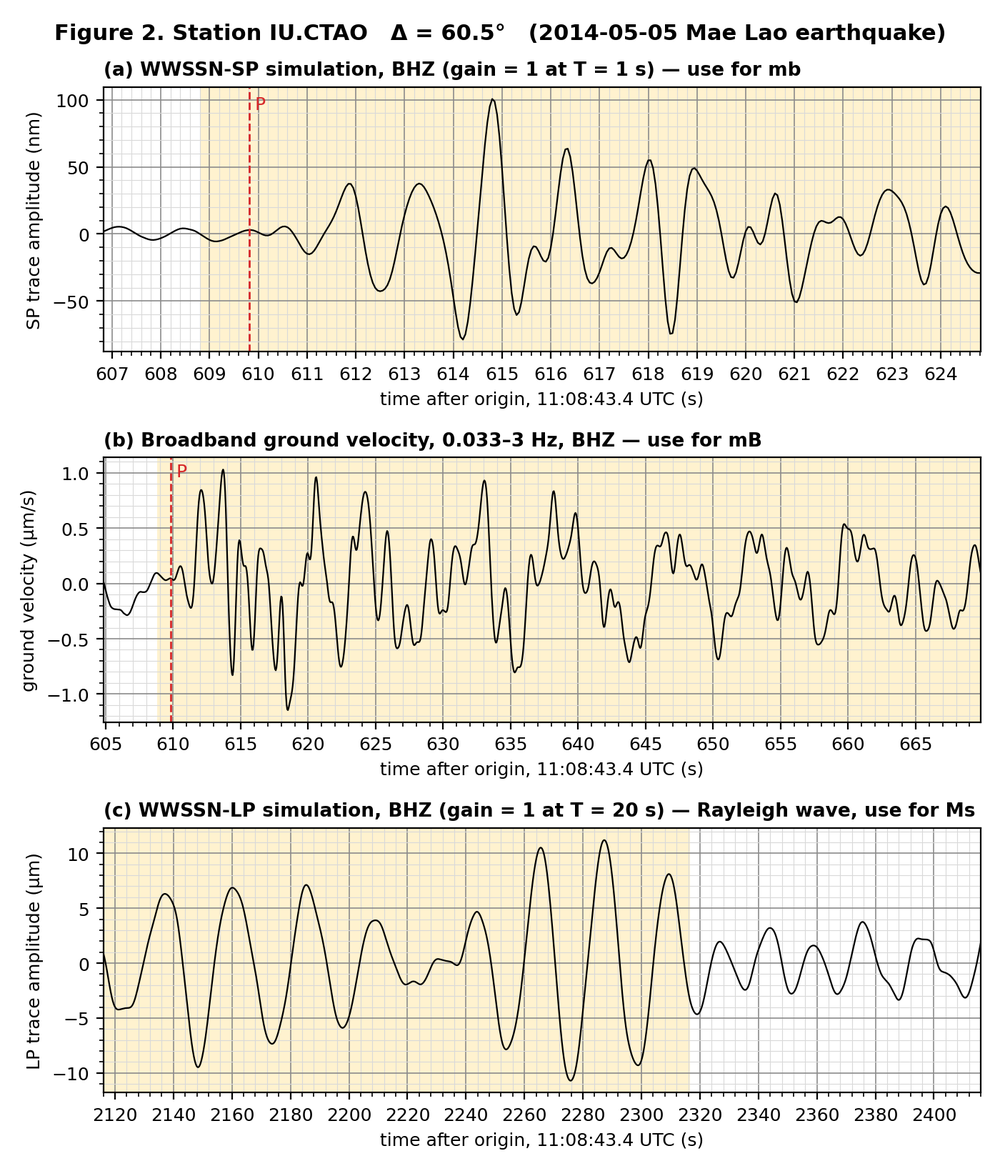 Figure 2. Station IU.CTAO   Δ = 60.5°   (2014-05-05 Mae Lao earthquake)
(a) WWSSN-SP simulation, BHZ (gain = 1 at T = 1 s) — use for mb
SP trace amplitude (nm)
100
50
0
−50
P
607 608 609 610 611 612 613 614 615 616 617 618 619 620 621 622 623 624
time after origin, 11:08:43.4 UTC (s)
(b) Broadband ground velocity, 0.033–3 Hz, BHZ — use for mB
ground velocity (μm/s)
1.0
0.5
0.0
−0.5
−1.0
P
605 610 615 620 625 630 635 640 645 650 655 660 665
time after origin, 11:08:43.4 UTC (s)
(c) WWSSN-LP simulation, BHZ (gain = 1 at T = 20 s) — Rayleigh wave, use for Ms
LP trace amplitude (μm)
10
5
0
−5
−10
2120 2140 2160 2180 2200 2220 2240 2260 2280 2300 2320 2340 2360 2380 2400
time after origin, 11:08:43.4 UTC (s)